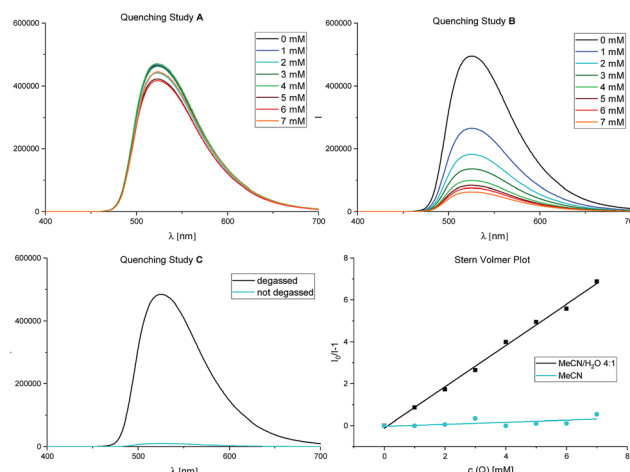 Quenching Study A
600000
400000
200000
0
400
500
600
700
λ [nm]
0 mM
1 mM
2 mM
3 mM
4 mM
5 mM
6 mM
7 mM
Quenching Study B
I
600000
400000
200000
0
400
500
600
700
λ [nm]
0 mM
1 mM
2 mM
3 mM
4 mM
5 mM
6 mM
7 mM
Quenching Study C
600000
400000
200000
0
400
500
600
700
λ [nm]
degassed
not degassed
Stern Volmer Plot
I₀/I-1
8
6
4
2
0
0
2
4
6
8
c (Q) [mM]
MeCN/H₂O 4:1
MeCN